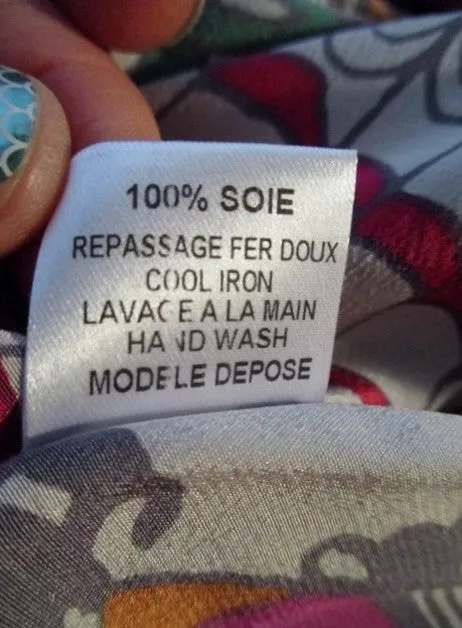 100% SOIE
REPASSAGE FER DOUX
COOL IRON
LAVAGE A LA MAIN
HAND WASH
MODELE DEPOSE